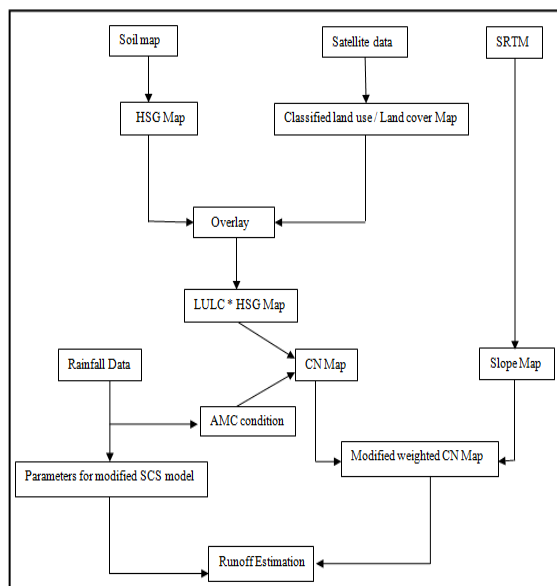 Soil map
Satellite data
SRTM
HSG Map
Classified land use / Land cover Map
Overlay
LULC * HSG Map
Rainfall Data
CN Map
Slope Map
AMC condition
Modified weighted CN Map
Parameters for modified SCS model
Runoff Estimation